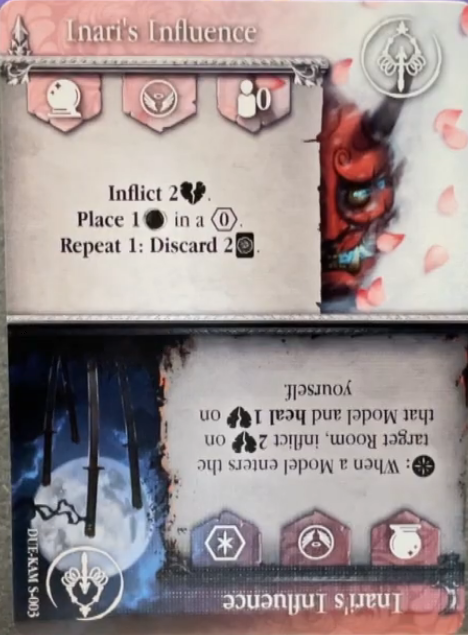 Inari's Influence
0
Inflict 2.
Place 1 in a 0.
Repeat 1: Discard 2.
Inari's Influence
: When a Model enters the
target Room, inflict 2 on
that Model and heal 1 on
yourself.
DUE-KAM S-003